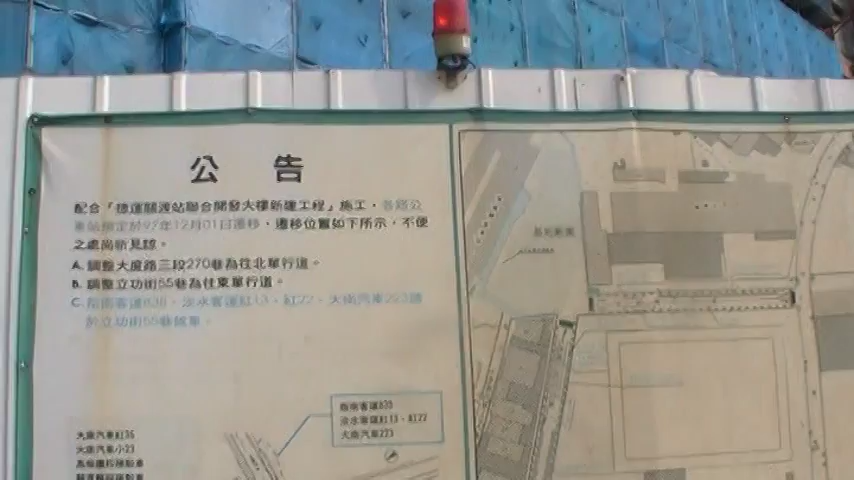 公 告
配合「捷運關渡站聯合開發大樓新建工程」施工，各路公
車站預定於97年12月01日遷移，遷移位置如下所示，不便
之處尚祈見諒。
A. 調整大度路三段270巷為往北單行道。
B. 調整立功街55巷為往東單行道。
C. 指南客運838、淡水客運紅13、紅22、大南汽車223請
於立功街55巷候車。
指南客運838
淡水客運紅13、紅22
大南汽車223
大南汽車紅35
大南汽車小23